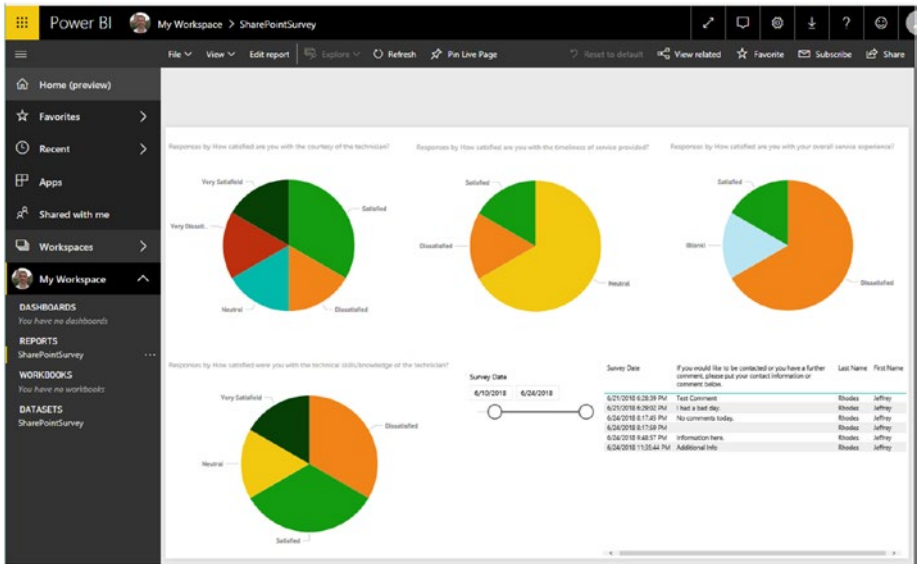 Power BI
My Workspace > SharePointSurvey
?
File
View
Edit report
Explore
Refresh
Pin Live Page
Reset to default
View related
Favorite
Subscribe
Share
Home (preview)
Favorites
Recent
Apps
Shared with me
Workspaces
My Workspace
DASHBOARDS
You have no dashboards
REPORTS
SharePointSurvey
...
WORKBOOKS
You have no workbooks
DATASETS
SharePointSurvey
Responses by How satisfied are you with the courtesy of the technician?
Very Satisfield
Satisfied
Very Dissati...
Neutral
Dissatisfied
Responses by How satisfied are you with the timeliness of service provided?
Satisfied
Dissatisfied
Neutral
Responses by How satisfied are you with your overall service experience?
Satisfied
(Blank)
Dissatisfied
Responses by How satisfied were you with the technical skills/knowledge of the technician?
Very Satisfield
Dissatisfied
Neutral
Satisfied
Survey Date
6/10/2018 6/24/2018
Survey Date
If you would like to be contacted or you have a further
comment, please put your contact information or
comment below.
Last Name First Name
6/21/2018 6:28:39 PM Test Comment Rhodes Jeffrey
6/21/2018 6:29:02 PM I had a bad day. Rhodes Jeffrey
6/24/2018 8:17:45 PM No comments today. Rhodes Jeffrey
6/24/2018 8:17:59 PM Rhodes Jeffrey
6/24/2018 9:48:57 PM Information here. Rhodes Jeffrey
6/24/2018 11:35:44 PM Additional Info Rhodes Jeffrey